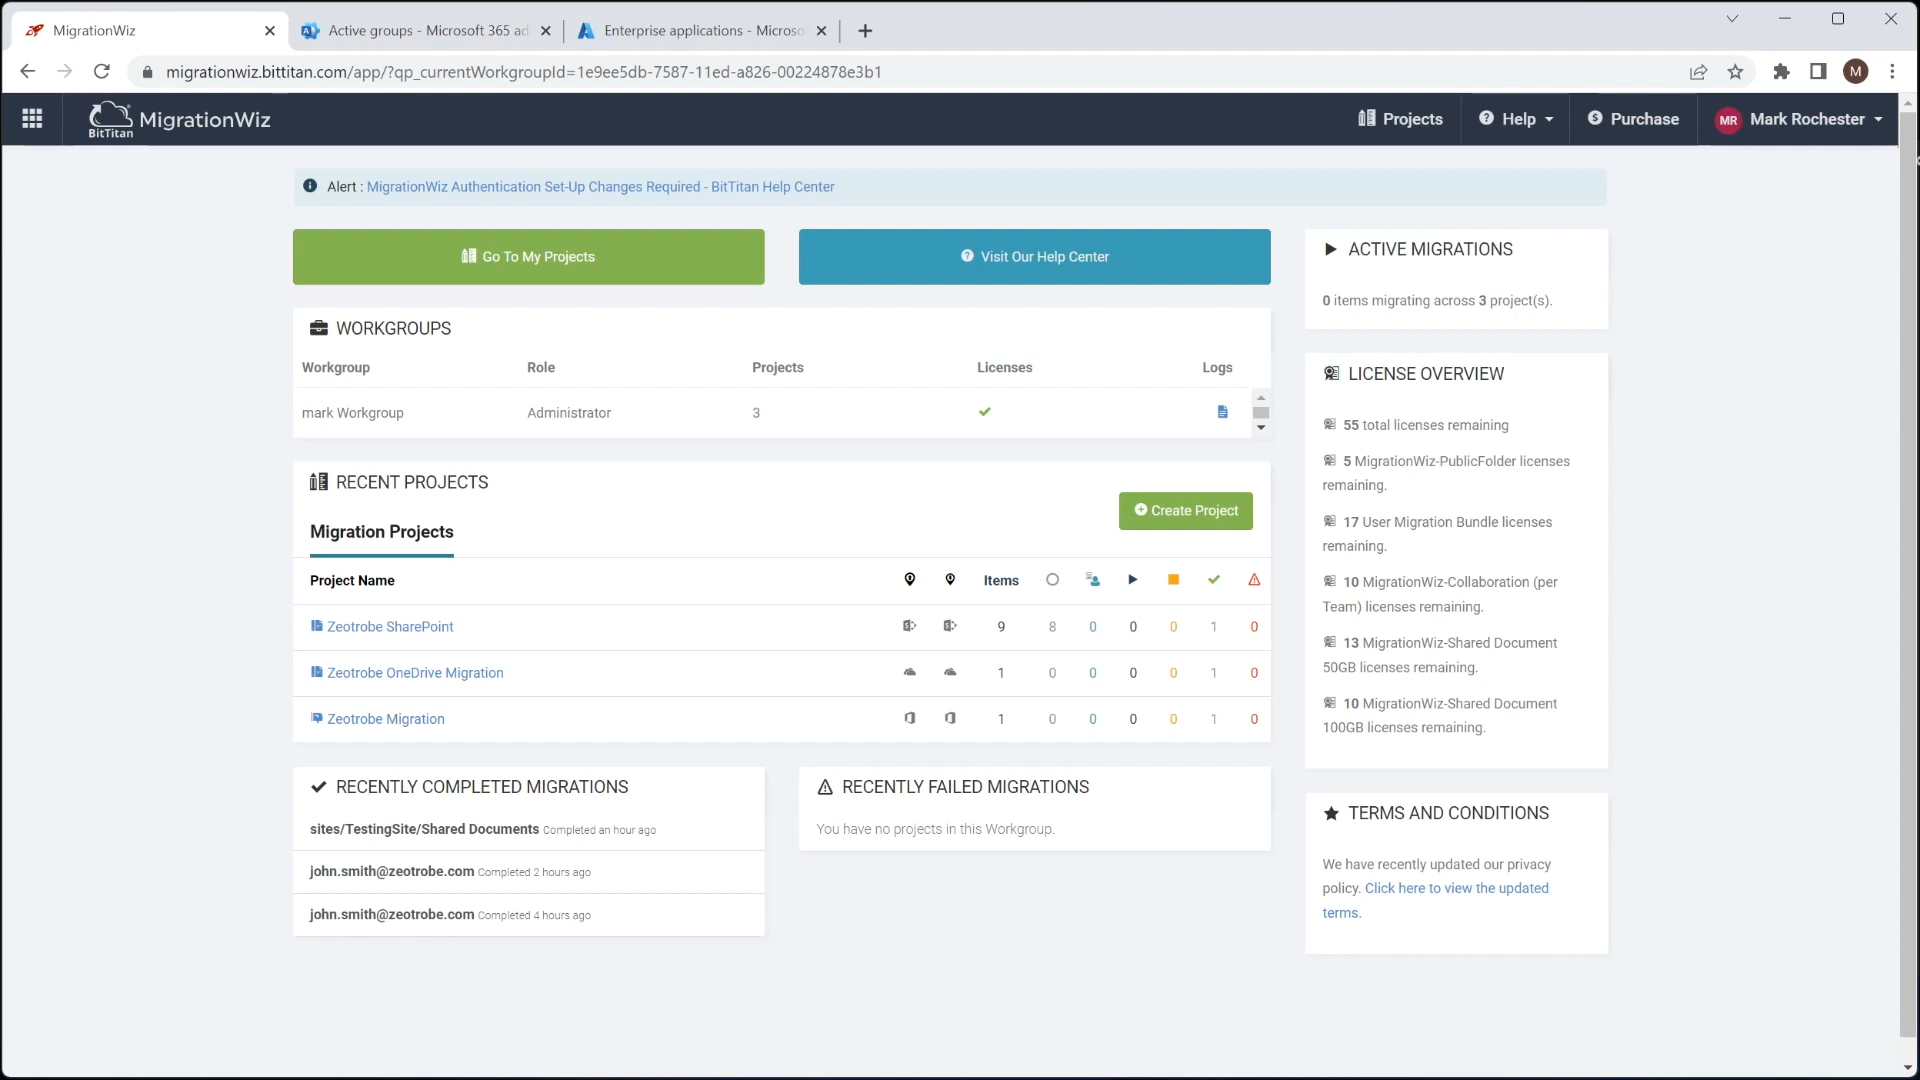 MigrationWiz
Active groups - Microsoft 365 ad
Enterprise applications - Microso
migrationwiz.bittitan.com/app/?qp_currentWorkgroupId=1e9ee5db-7587-11ed-a826-00224878e3b1
M
BitTitan MigrationWiz
Projects
Help
Purchase
MR Mark Rochester
Alert : MigrationWiz Authentication Set-Up Changes Required - BitTitan Help Center
Go To My Projects
Visit Our Help Center
WORKGROUPS
Workgroup Role Projects Licenses Logs
mark Workgroup Administrator 3
RECENT PROJECTS
Create Project
Migration Projects
Project Name Items
Zeotrobe SharePoint 9 8 0 0 0 1 0
Zeotrobe OneDrive Migration 1 0 0 0 0 1 0
Zeotrobe Migration 1 0 0 0 0 1 0
RECENTLY COMPLETED MIGRATIONS
sites/TestingSite/Shared Documents Completed an hour ago
john.smith@zeotrobe.com Completed 2 hours ago
john.smith@zeotrobe.com Completed 4 hours ago
RECENTLY FAILED MIGRATIONS
You have no projects in this Workgroup.
ACTIVE MIGRATIONS
0 items migrating across 3 project(s).
LICENSE OVERVIEW
55 total licenses remaining
5 MigrationWiz-PublicFolder licenses
remaining.
17 User Migration Bundle licenses
remaining.
10 MigrationWiz-Collaboration (per
Team) licenses remaining.
13 MigrationWiz-Shared Document
50GB licenses remaining.
10 MigrationWiz-Shared Document
100GB licenses remaining.
TERMS AND CONDITIONS
We have recently updated our privacy
policy. Click here to view the updated
terms.